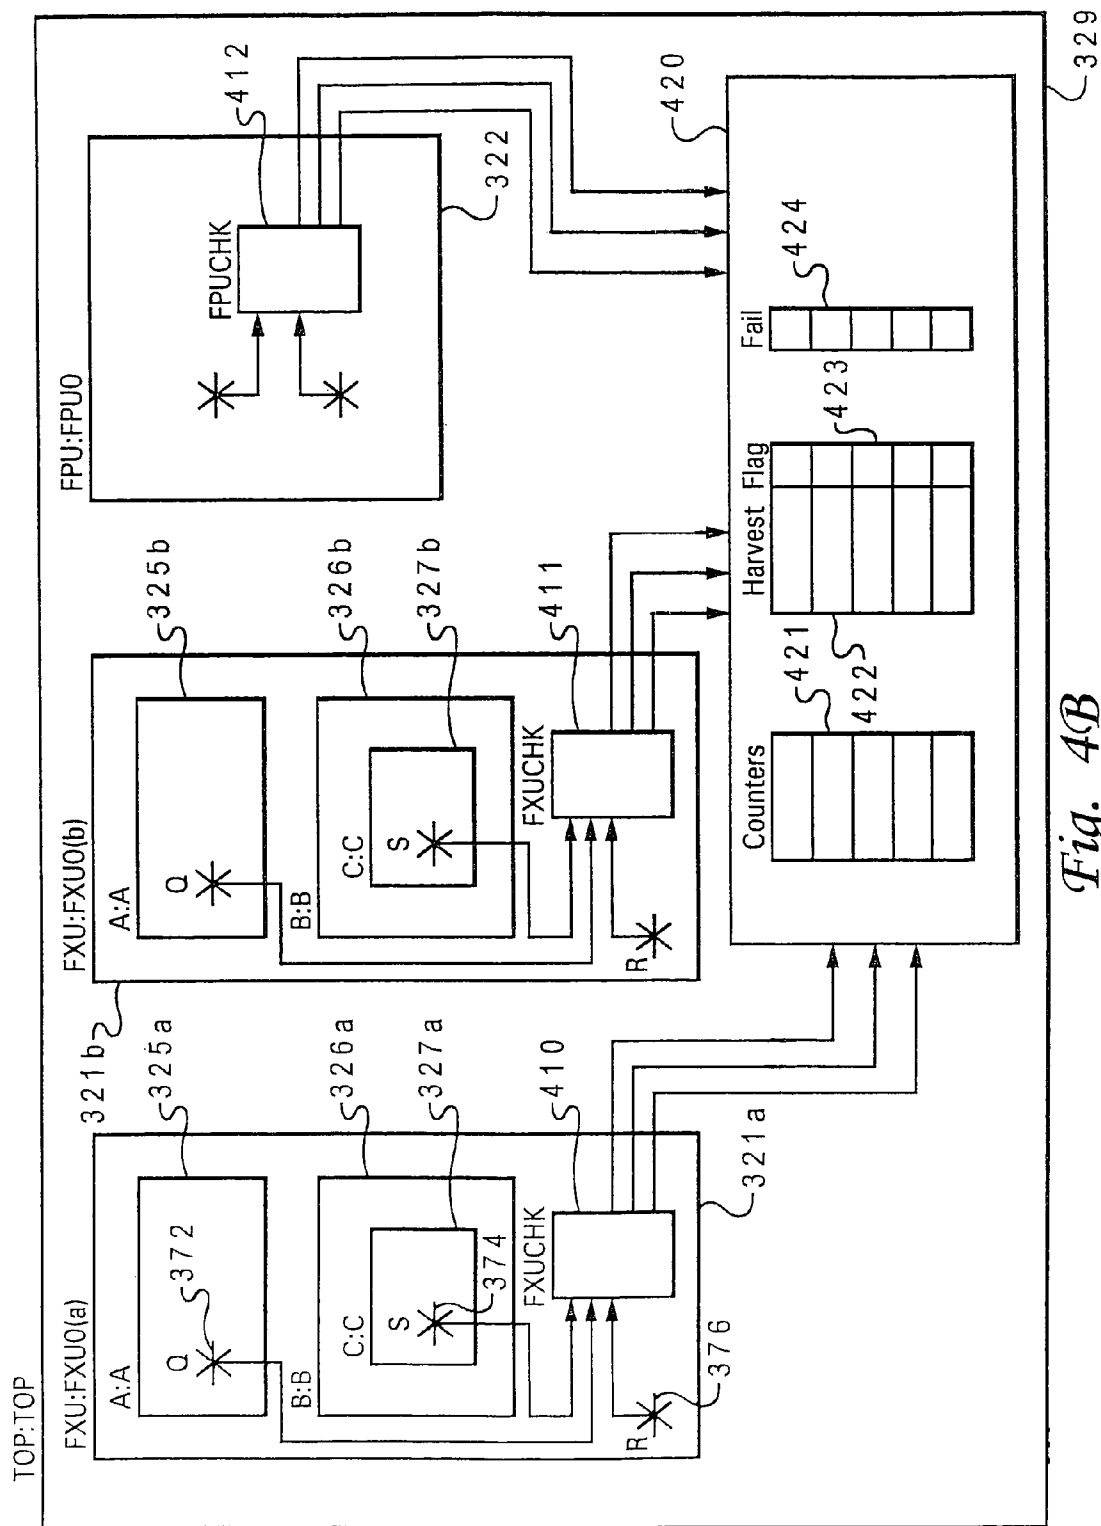 TOP:TOP
FXU:FXU0(a)
A:A
Q
372
325a
B:B
C:C
S
374
326a
327a
FXUCHK
410
R
376
321a
321b
FXU:FXU0(b)
A:A
Q
325b
B:B
C:C
S
326b
327b
FXUCHK
411
R
FPU:FPU0
FPUCHK
412
322
420
Counters
421
Harvest Flag
422
423
Fail
424
329
Fig. 4B